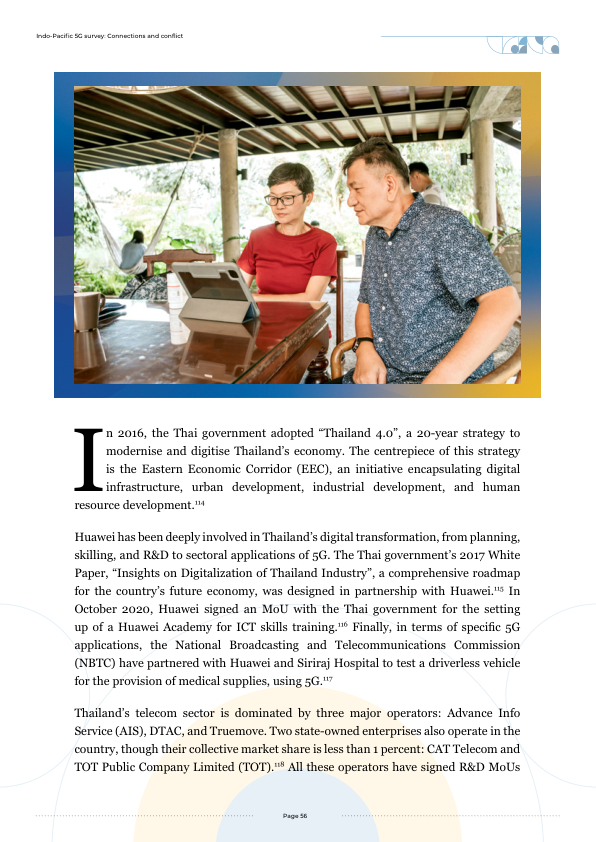 Indo-Pacific 5G survey: Connections and conflict
In 2016, the Thai government adopted “Thailand 4.0”, a 20-year strategy to
modernise and digitise Thailand’s economy. The centrepiece of this strategy
is the Eastern Economic Corridor (EEC), an initiative encapsulating digital
infrastructure, urban development, industrial development, and human
resource development.¹¹⁴
Huawei has been deeply involved in Thailand’s digital transformation, from planning,
skilling, and R&D to sectoral applications of 5G. The Thai government’s 2017 White
Paper, “Insights on Digitalization of Thailand Industry”, a comprehensive roadmap
for the country’s future economy, was designed in partnership with Huawei.¹¹⁵ In
October 2020, Huawei signed an MoU with the Thai government for the setting
up of a Huawei Academy for ICT skills training.¹¹⁶ Finally, in terms of specific 5G
applications, the National Broadcasting and Telecommunications Commission
(NBTC) have partnered with Huawei and Siriraj Hospital to test a driverless vehicle
for the provision of medical supplies, using 5G.¹¹⁷
Thailand’s telecom sector is dominated by three major operators: Advance Info
Service (AIS), DTAC, and Truemove. Two state-owned enterprises also operate in the
country, though their collective market share is less than 1 percent: CAT Telecom and
TOT Public Company Limited (TOT).¹¹⁸ All these operators have signed R&D MoUs
Page 56